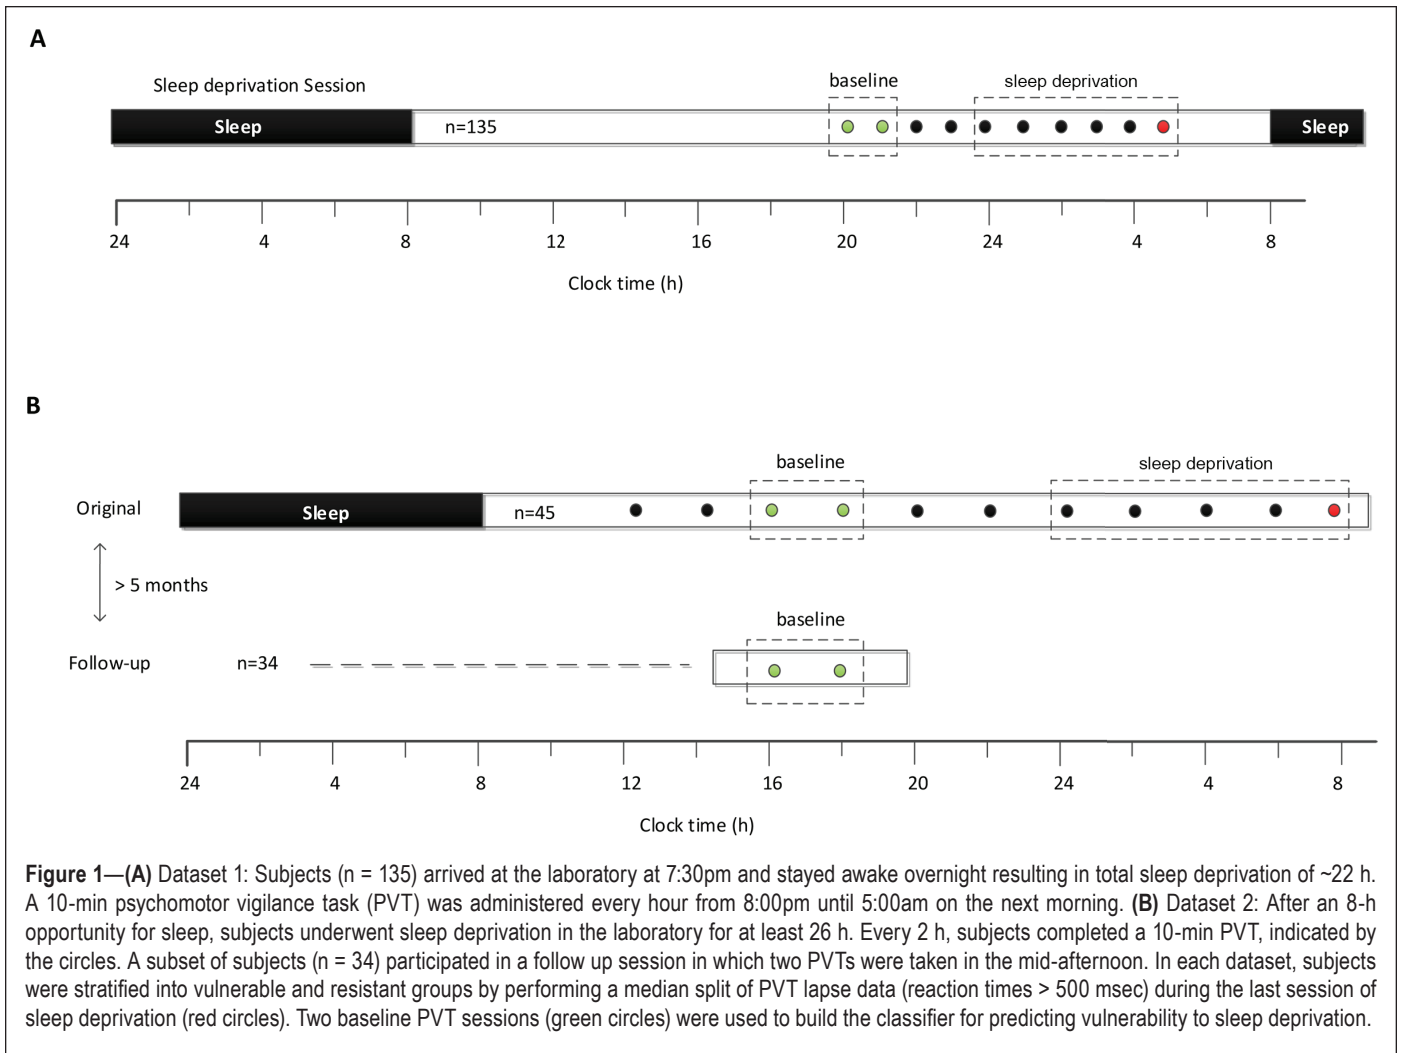 A
Sleep deprivation Session
baseline
sleep deprivation
Sleep
n=135
Sleep
24 4 8 12 16 20 24 4 8
Clock time (h)
B
baseline
sleep deprivation
Original
Sleep
n=45
> 5 months
baseline
Follow-up
n=34
24 4 8 12 16 20 24 4 8
Clock time (h)
Figure 1—(A) Dataset 1: Subjects (n = 135) arrived at the laboratory at 7:30pm and stayed awake overnight resulting in total sleep deprivation of ~22 h.
A 10-min psychomotor vigilance task (PVT) was administered every hour from 8:00pm until 5:00am on the next morning. (B) Dataset 2: After an 8-h
opportunity for sleep, subjects underwent sleep deprivation in the laboratory for at least 26 h. Every 2 h, subjects completed a 10-min PVT, indicated by
the circles. A subset of subjects (n = 34) participated in a follow up session in which two PVTs were taken in the mid-afternoon. In each dataset, subjects
were stratified into vulnerable and resistant groups by performing a median split of PVT lapse data (reaction times > 500 msec) during the last session of
sleep deprivation (red circles). Two baseline PVT sessions (green circles) were used to build the classifier for predicting vulnerability to sleep deprivation.